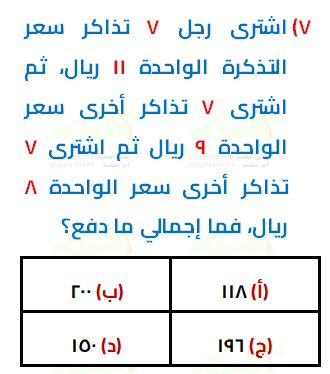 ٧) اشترى رجل ٧ تذاكر سعر
التذكرة الواحدة ١١ ريال، ثم
اشترى ٧ تذاكر أخرى سعر
الواحدة ٩ ريال ثم اشترى ٧
تذاكر أخرى سعر الواحدة ٨
ريال، فما إجمالي ما دفع؟
(أ) ١١٨ (ب) ٢٠٠
(ج) ١٩٦ (د) ١٥٠